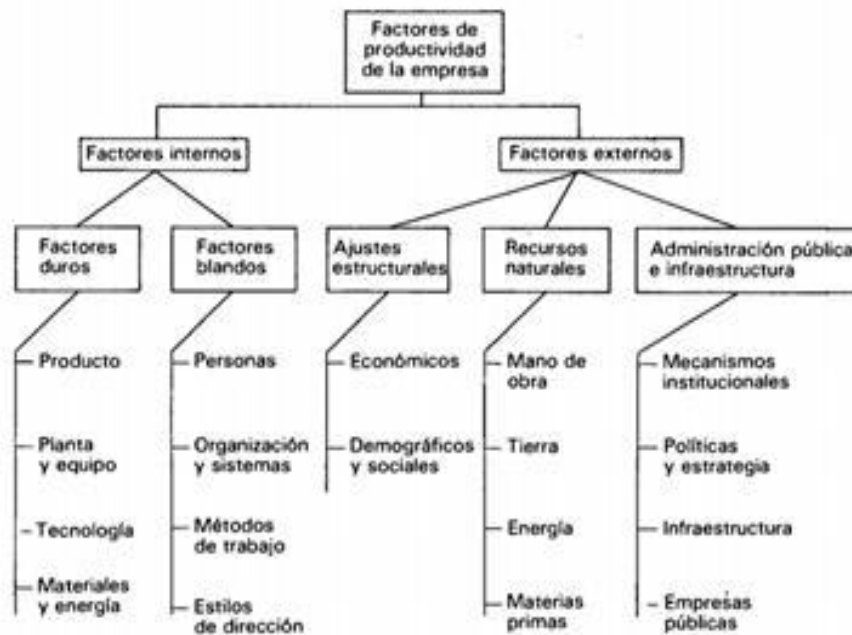 Factores de
productividad
de la empresa
Factores internos
Factores externos
Factores
duros
Factores
blandos
Ajustes
estructurales
Recursos
naturales
Administración pública
e infraestructura
Producto
Planta
y equipo
Tecnología
Materiales
y energía
Personas
Organización
y sistemas
Métodos
de trabajo
Estilos
de dirección
Económicos
Demográficos
y sociales
Mano de
obra
Tierra
Energía
Materias
primas
Mecanismos
institucionales
Políticas
y estrategia
Infraestructura
Empresas
públicas